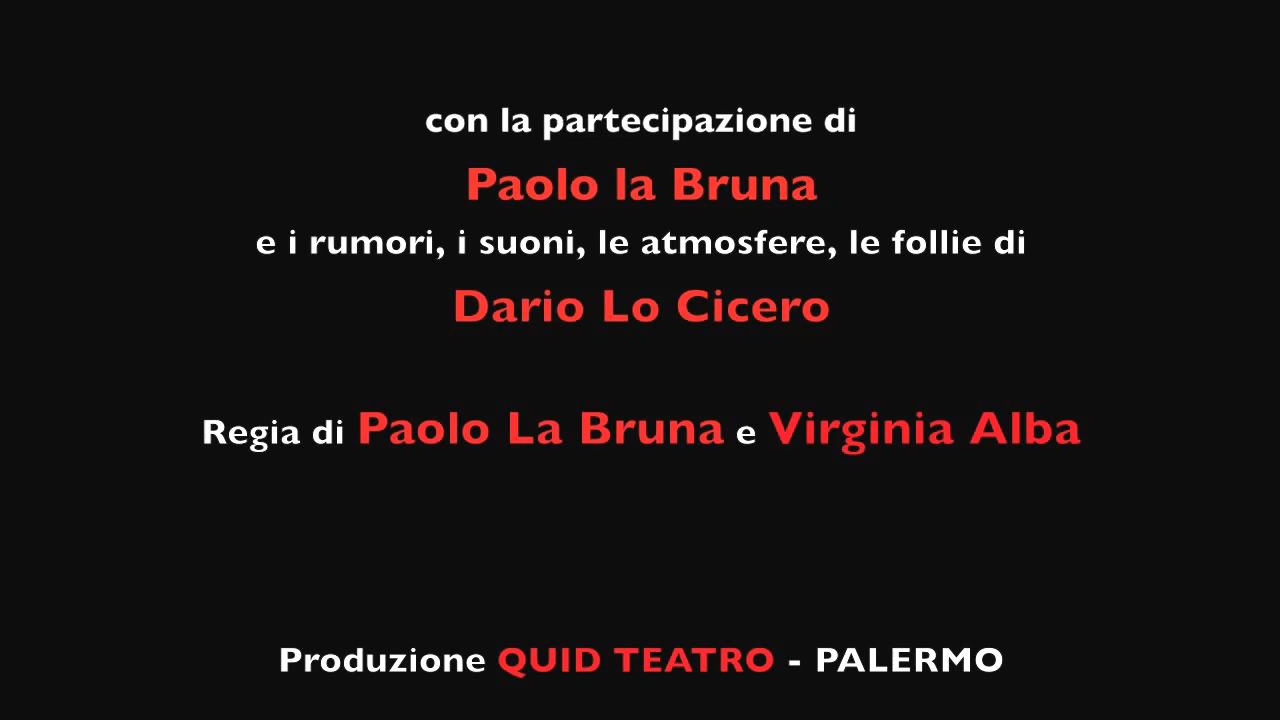 con la partecipazione di
Paolo la Bruna
e i rumori, i suoni, le atmosfere, le follie di
Dario Lo Cicero
Regia di Paolo La Bruna e Virginia Alba
Produzione QUID TEATRO - PALERMO